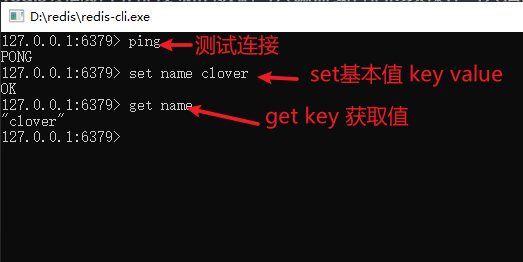 D:\redis\redis-cli.exe
127.0.0.1:6379> ping
测试连接
PONG
127.0.0.1:6379> set name clover
set基本值 key value
OK
127.0.0.1:6379> get name
get key 获取值
"clover"
127.0.0.1:6379>